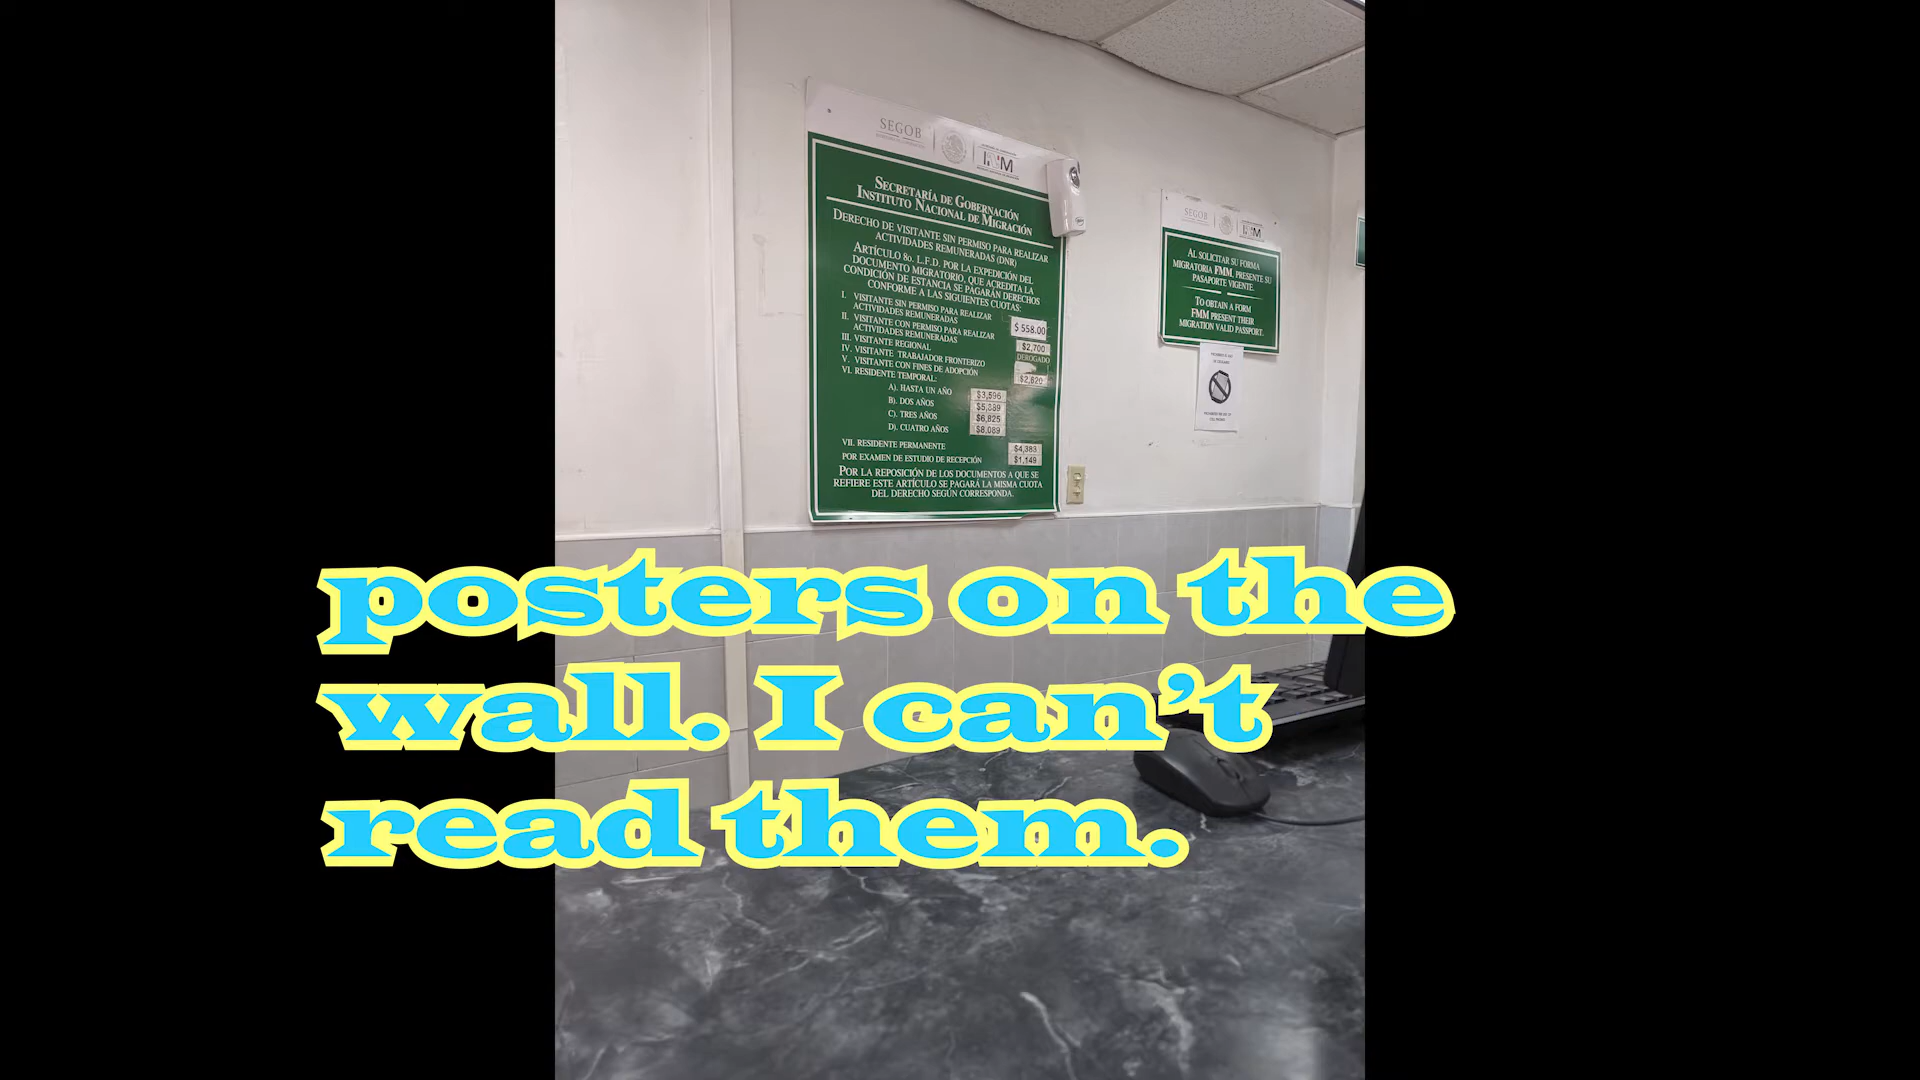 SEGOB
INM
SECRETARÍA DE GOBERNACIÓN
INSTITUTO NACIONAL DE MIGRACIÓN
DERECHO DE VISITANTE SIN PERMISO PARA REALIZAR
ACTIVIDADES REMUNERADAS (DNR)
ARTÍCULO 8o. L.F.D. POR LA EXPEDICIÓN DEL
DOCUMENTO MIGRATORIO, QUE ACREDITA LA
CONDICIÓN DE ESTANCIA SE PAGARÁN DERECHOS
CONFORME A LAS SIGUIENTES CUOTAS:
I. VISITANTE SIN PERMISO PARA REALIZAR
ACTIVIDADES REMUNERADAS $ 558.00
II. VISITANTE CON PERMISO PARA REALIZAR
ACTIVIDADES REMUNERADAS $2,700
III. VISITANTE REGIONAL DEROGADO
IV. VISITANTE TRABAJADOR FRONTERIZO
V. VISITANTE CON FINES DE ADOPCIÓN $2,620
VI. RESIDENTE TEMPORAL:
A). HASTA UN AÑO $3,596
B). DOS AÑOS $5,389
C). TRES AÑOS $6,825
D). CUATRO AÑOS $8,089
VII. RESIDENTE PERMANENTE $4,383
POR EXAMEN DE ESTUDIO DE RECEPCIÓN $1,149
POR LA REPOSICIÓN DE LOS DOCUMENTOS A QUE SE
REFIERE ESTE ARTÍCULO SE PAGARÁ LA MISMA CUOTA
DEL DERECHO SEGÚN CORRESPONDA.
SEGOB
INM
AL SOLICITAR SU FORMA
MIGRATORIA FMM, PRESENTE SU
PASAPORTE VIGENTE.
TO OBTAIN A FORM
FMM PRESENT THEIR
MIGRATION VALID PASSPORT.
posters on the
wall. I can't
read them.